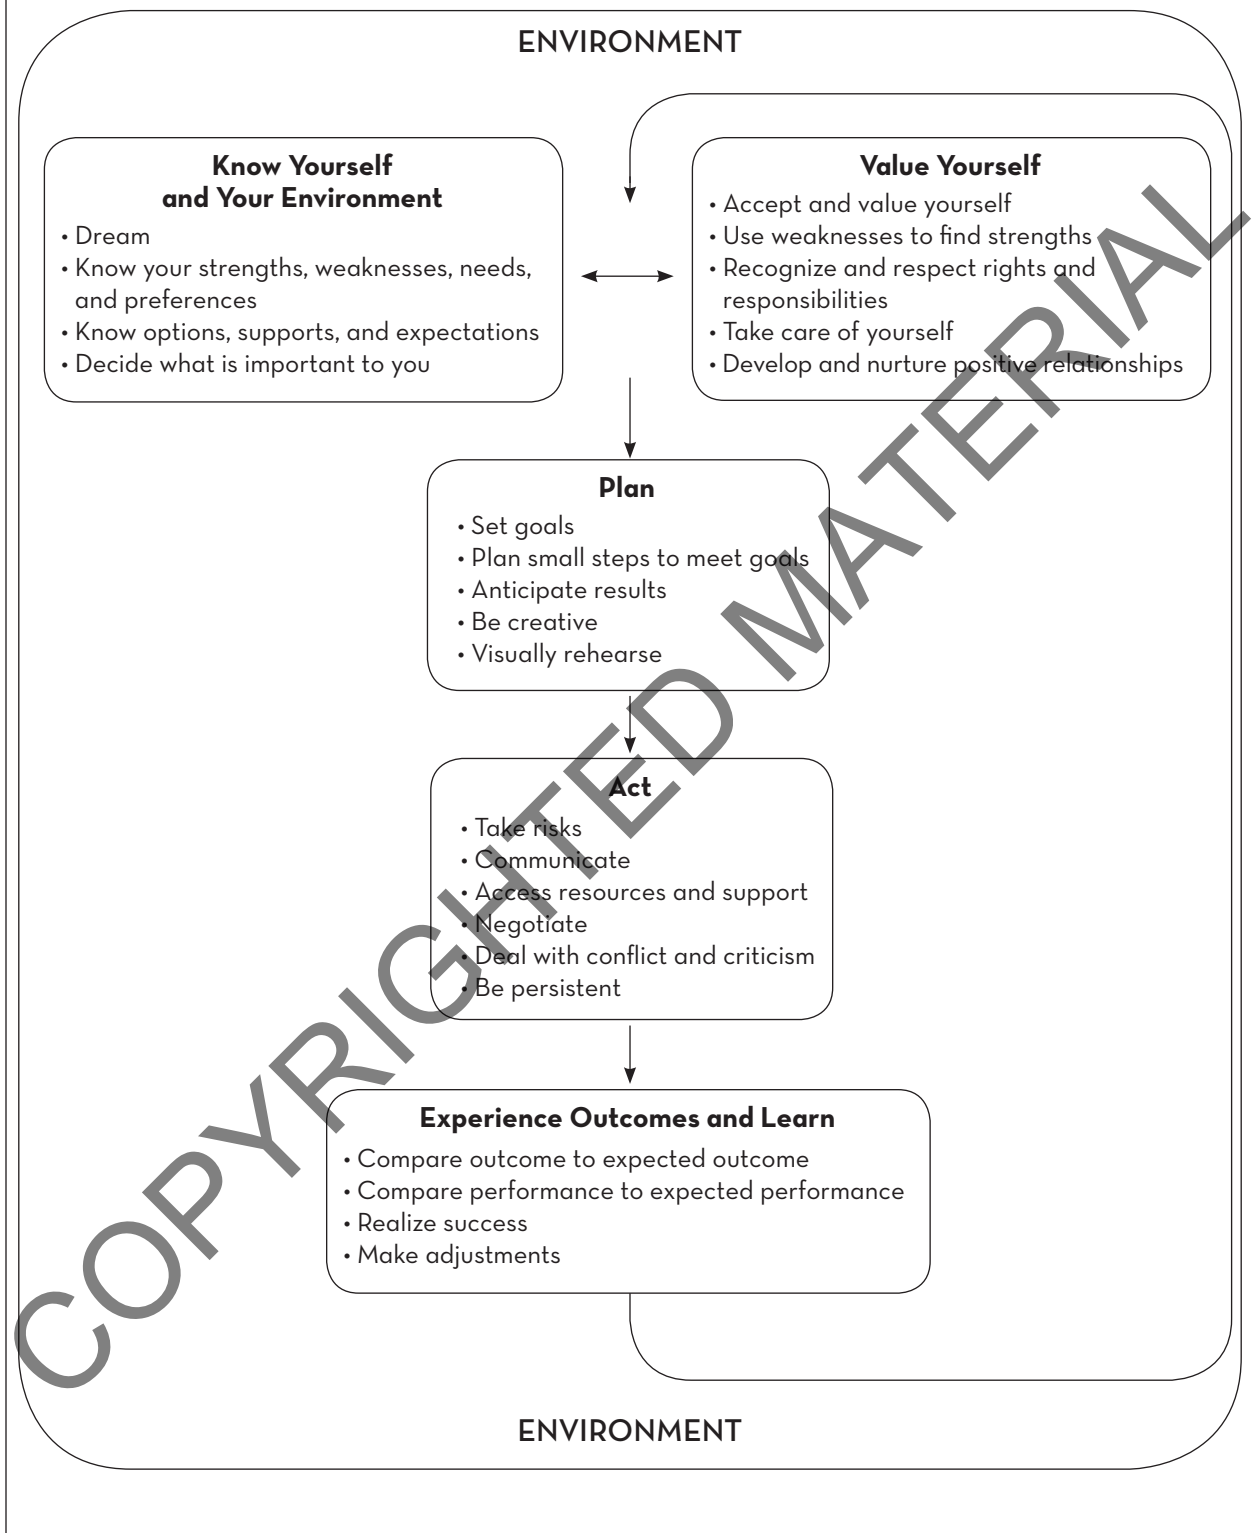 ENVIRONMENT
Know Yourself
and Your Environment
• Dream
• Know your strengths, weaknesses, needs,
and preferences
• Know options, supports, and expectations
• Decide what is important to you
Value Yourself
• Accept and value yourself
• Use weaknesses to find strengths
• Recognize and respect rights and
responsibilities
• Take care of yourself
• Develop and nurture positive relationships
Plan
• Set goals
• Plan small steps to meet goals
• Anticipate results
• Be creative
• Visually rehearse
Act
• Take risks
• Communicate
• Access resources and support
• Negotiate
• Deal with conflict and criticism
• Be persistent
Experience Outcomes and Learn
• Compare outcome to expected outcome
• Compare performance to expected performance
• Realize success
• Make adjustments
ENVIRONMENT
COPYRIGHTED MATERIAL